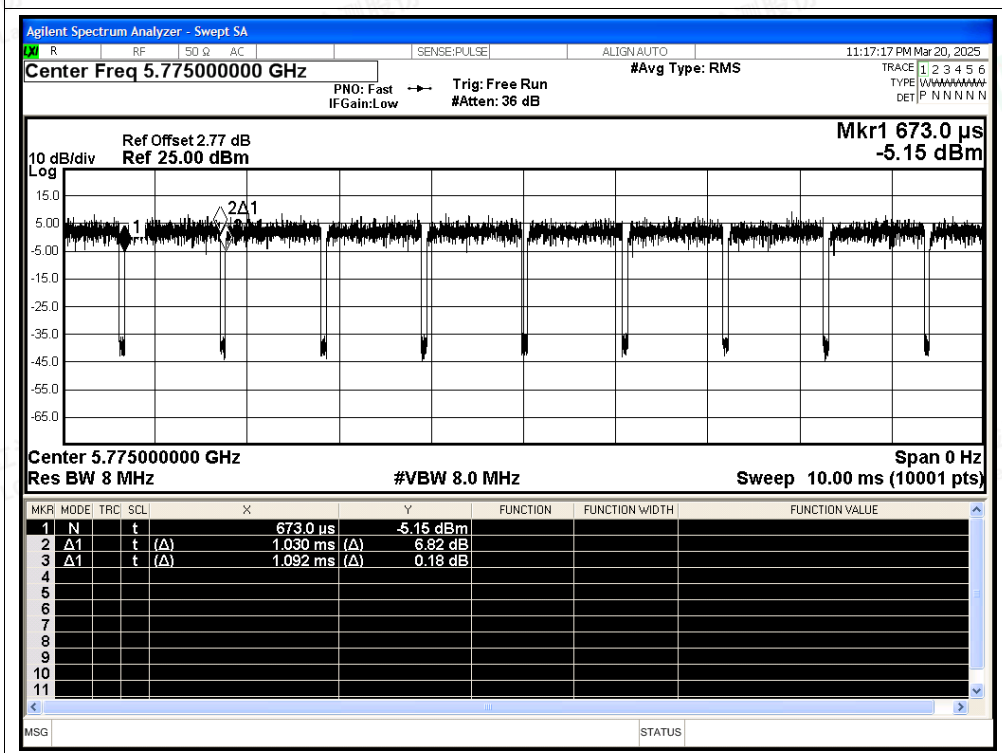 Agilent Spectrum Analyzer - Swept SA
LXI R RF 50 Ω AC SENSE:PULSE ALIGN AUTO 11:17:17 PM Mar 20, 2025
Center Freq 5.775000000 GHz #Avg Type: RMS TRACE 1 2 3 4 5 6
PNO: Fast Trig: Free Run TYPE WWWWWW
IFGain:Low #Atten: 36 dB DET P N N N N N
Mkr1 673.0 µs
Ref Offset 2.77 dB
10 dB/div Ref 25.00 dBm -5.15 dBm
Log
15.0
2Δ1
5.00
1
-5.00
-15.0
-25.0
-35.0
-45.0
-55.0
-65.0
Center 5.775000000 GHz Span 0 Hz
Res BW 8 MHz #VBW 8.0 MHz Sweep 10.00 ms (10001 pts)
MKR MODE TRC SCL X Y FUNCTION FUNCTION WIDTH FUNCTION VALUE
1 N t 673.0 µs -5.15 dBm
2 Δ1 t (Δ) 1.030 ms (Δ) 6.82 dB
3 Δ1 t (Δ) 1.092 ms (Δ) 0.18 dB
4
5
6
7
8
9
10
11
MSG STATUS